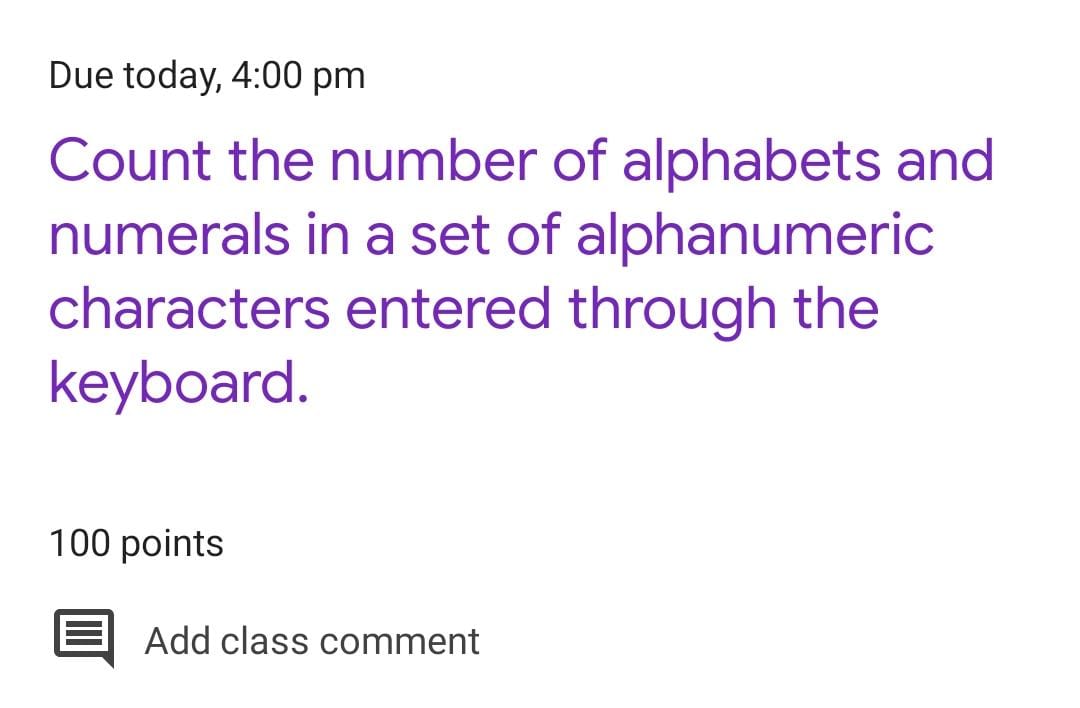 Due today, 4:00 pm
Count the number of alphabets and
numerals in a set of alphanumeric
characters entered through the
keyboard.
100 points
Add class comment